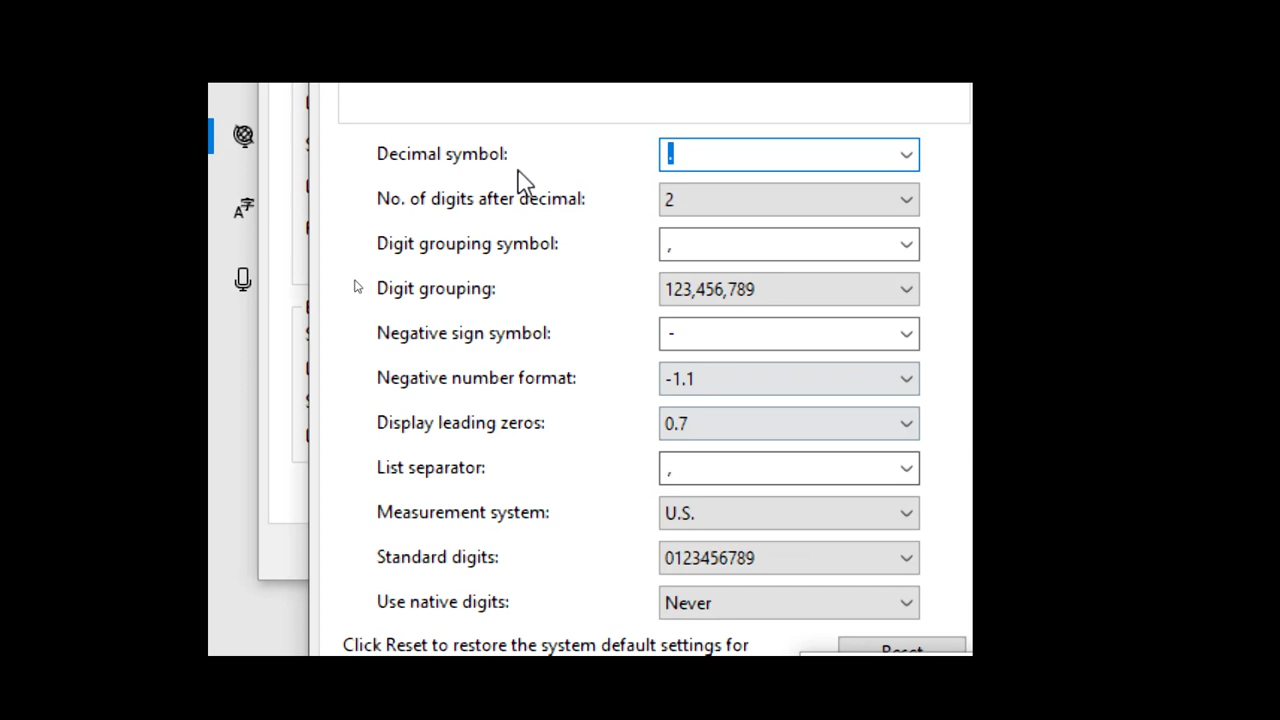 Decimal symbol: .
No. of digits after decimal: 2
Digit grouping symbol: ,
Digit grouping: 123,456,789
Negative sign symbol: -
Negative number format: -1.1
Display leading zeros: 0.7
List separator: ,
Measurement system: U.S.
Standard digits: 0123456789
Use native digits: Never
Click Reset to restore the system default settings for Reset